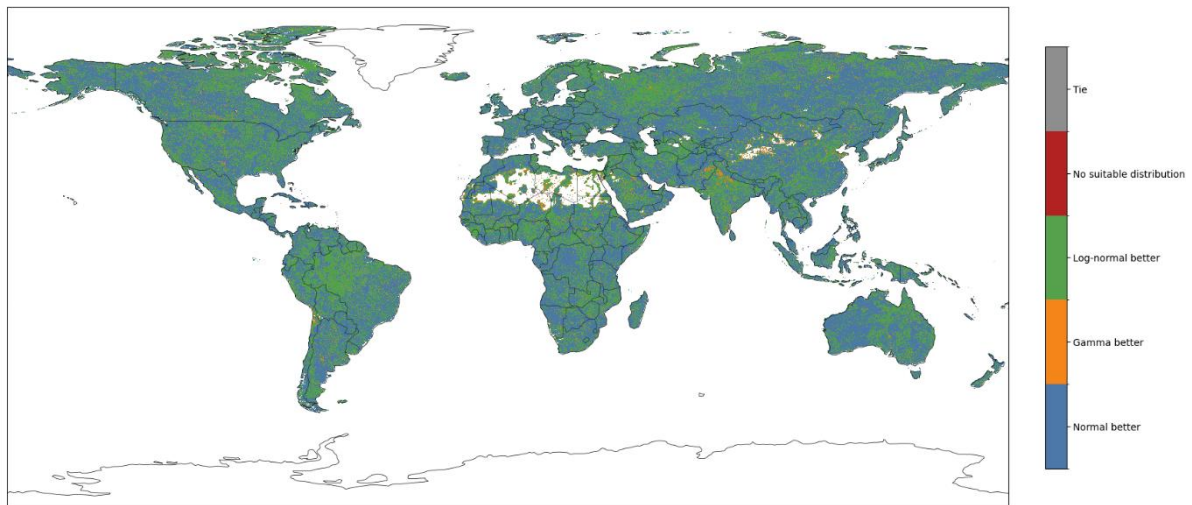 Tie
No suitable distribution
Log-normal better
Gamma better
Normal better